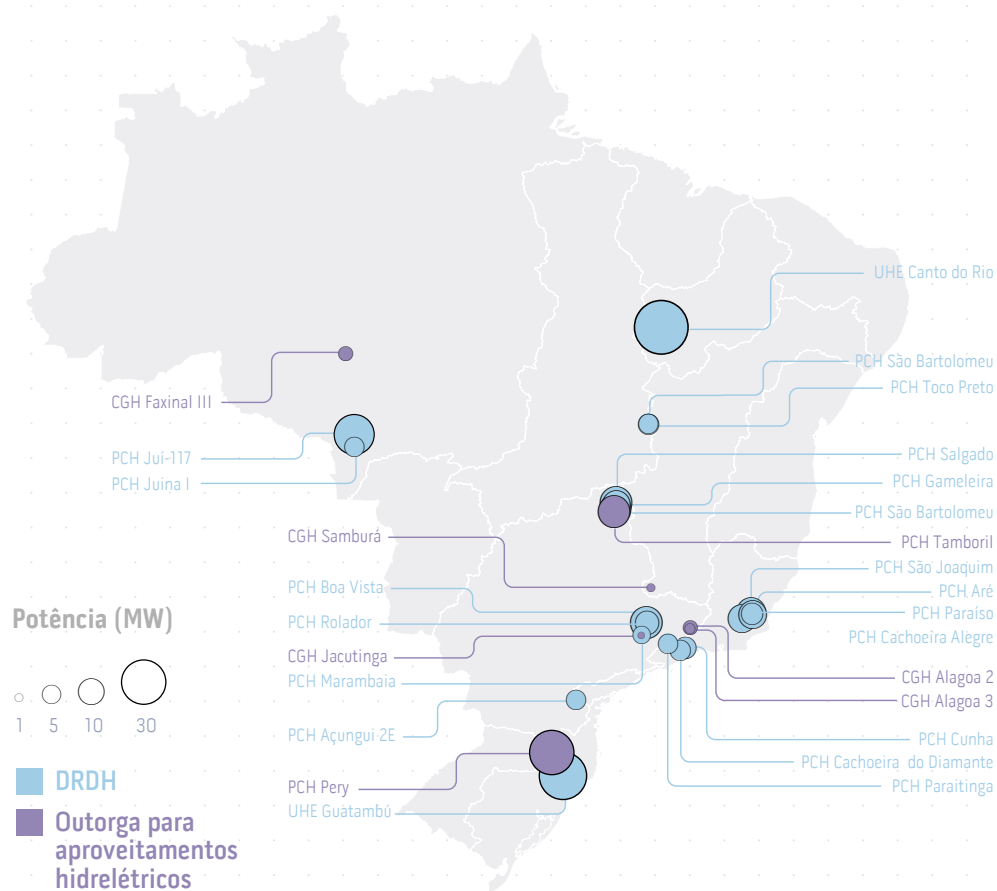 UHE Canto do Rio
PCH São Bartolomeu
PCH Toco Preto
CGH Faxinal III
PCH Juí-117
PCH Juina I
PCH Salgado
PCH Gameleira
PCH São Bartolomeu
PCH Tamboril
CGH Samburá
PCH São Joaquim
PCH Aré
PCH Paraíso
PCH Cachoeira Alegre
PCH Boa Vista
PCH Rolador
CGH Jacutinga
PCH Marambaia
CGH Alagoa 2
CGH Alagoa 3
PCH Açungui 2E
PCH Cunha
PCH Cachoeira do Diamante
PCH Paraitinga
PCH Pery
UHE Guatambú
Potência (MW)
1 5 10 30
DRDH
Outorga para
aproveitamentos
hidrelétricos